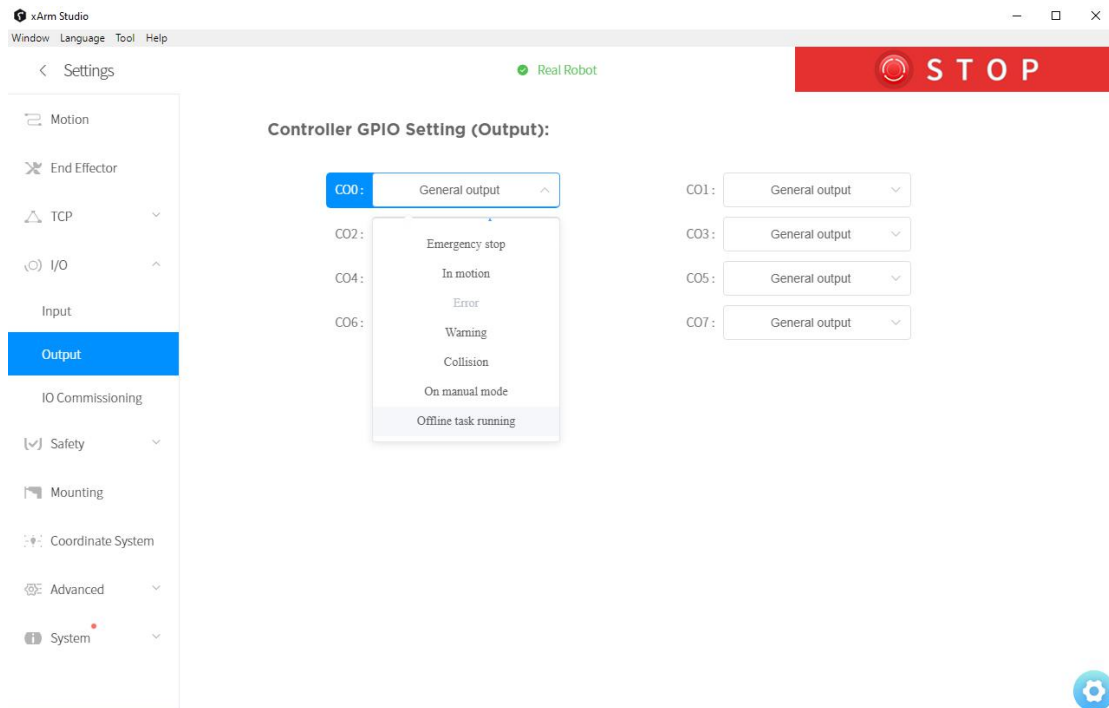 xArm Studio
Window Language Tool Help
Settings
Real Robot
STOP
Motion
End Effector
TCP
I/O
Input
Output
IO Commissioning
Safety
Mounting
Coordinate System
Advanced
System
Controller GPIO Setting (Output):
CO0 : General output
CO1 : General output
CO2 :
CO3 : General output
CO4 :
CO5 : General output
CO6 :
CO7 : General output
Emergency stop
In motion
Error
Warning
Collision
On manual mode
Offline task running